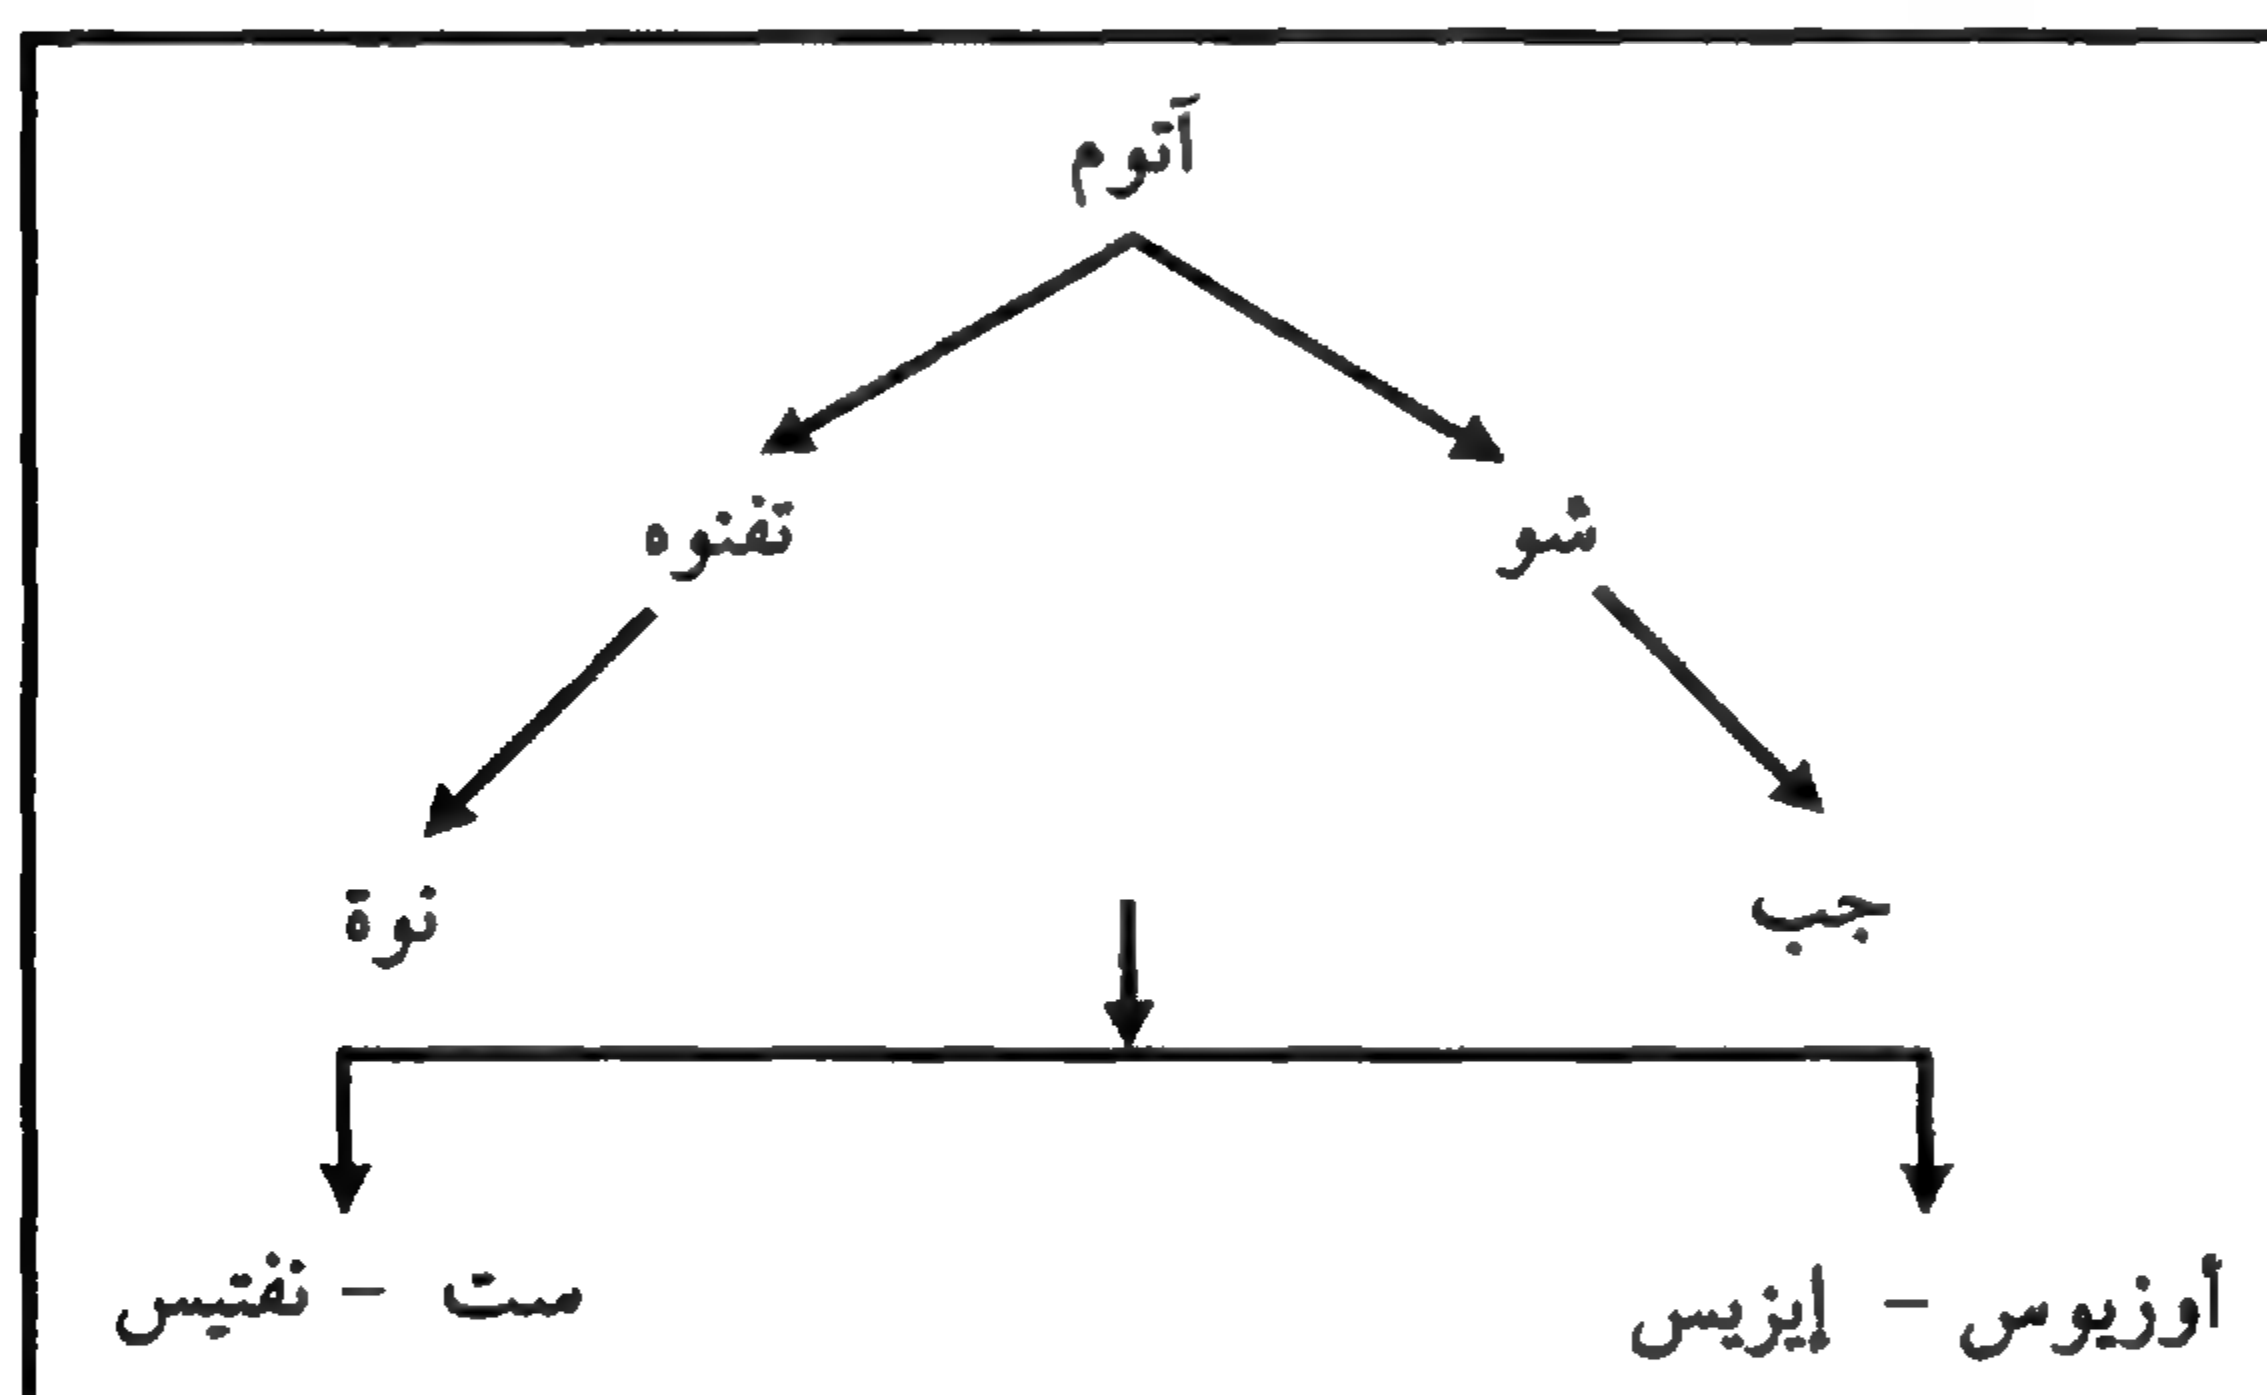 آتوم
شو تفنوه
جب نوة
أوزيوس – إيزيس ست – نفتيس